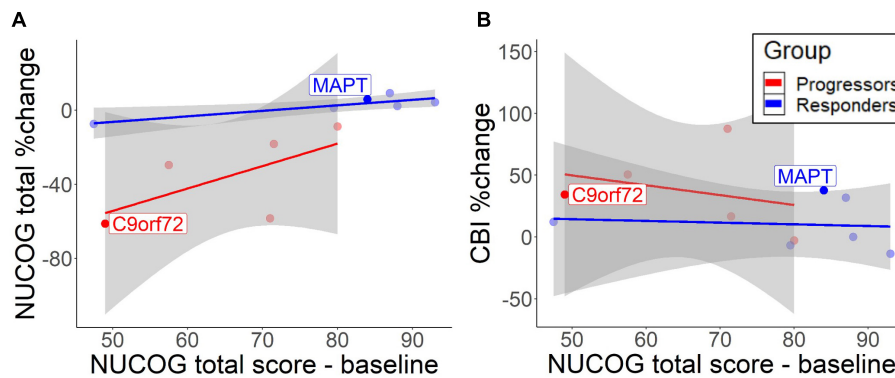 A
NUCOG total %change
0
-40
-80
MAPT
C9orf72
50
60
70
80
90
NUCOG total score - baseline
B
CBI %change
150
100
50
0
-50
Group
Progressors
Responders
MAPT
C9orf72
50
60
70
80
90
NUCOG total score - baseline